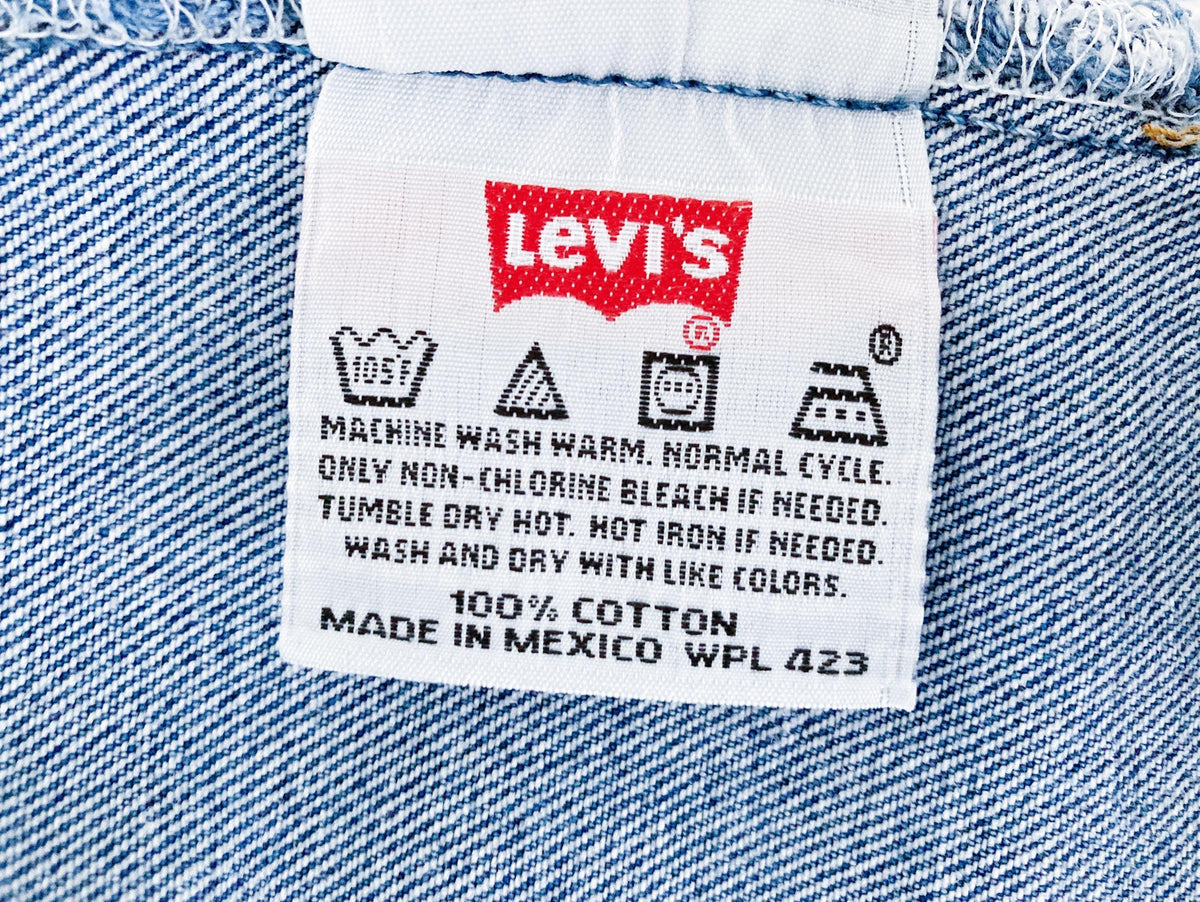 Levi's
®
®
105°
MACHINE WASH WARM. NORMAL CYCLE.
ONLY NON-CHLORINE BLEACH IF NEEDED.
TUMBLE DRY HOT. HOT IRON IF NEEDED.
WASH AND DRY WITH LIKE COLORS.
100% COTTON
MADE IN MEXICO WPL 423